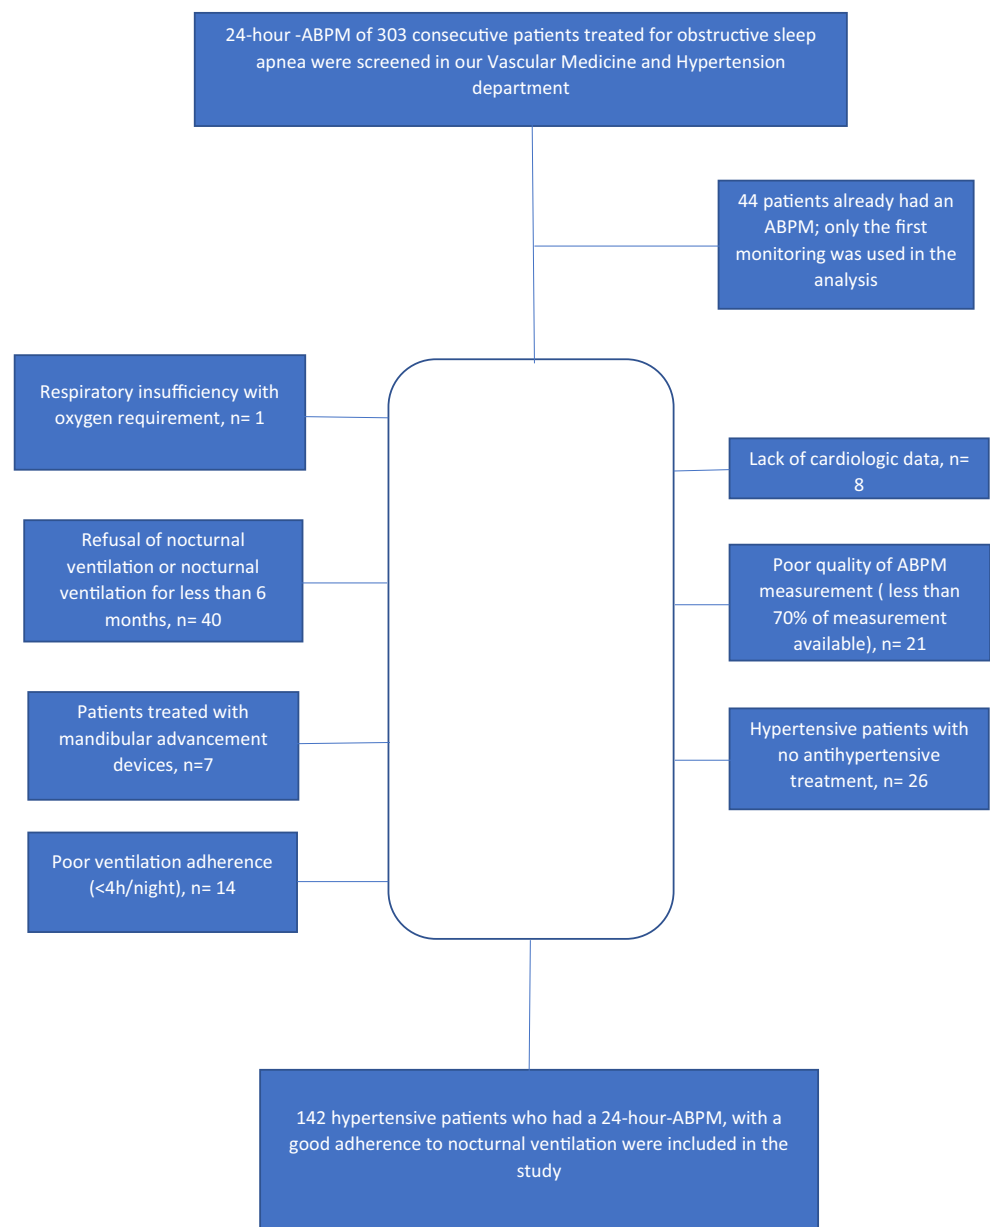 24-hour -ABPM of 303 consecutive patients treated for obstructive sleep
apnea were screened in our Vascular Medicine and Hypertension
department
44 patients already had an
ABPM; only the first
monitoring was used in the
analysis
Respiratory insufficiency with
oxygen requirement, n= 1
Refusal of nocturnal
ventilation or nocturnal
ventilation for less than 6
months, n= 40
Patients treated with
mandibular advancement
devices, n=7
Poor ventilation adherence
(<4h/night), n= 14
Lack of cardiologic data, n=
8
Poor quality of ABPM
measurement ( less than
70% of measurement
available), n= 21
Hypertensive patients with
no antihypertensive
treatment, n= 26
142 hypertensive patients who had a 24-hour-ABPM, with a
good adherence to nocturnal ventilation were included in the
study